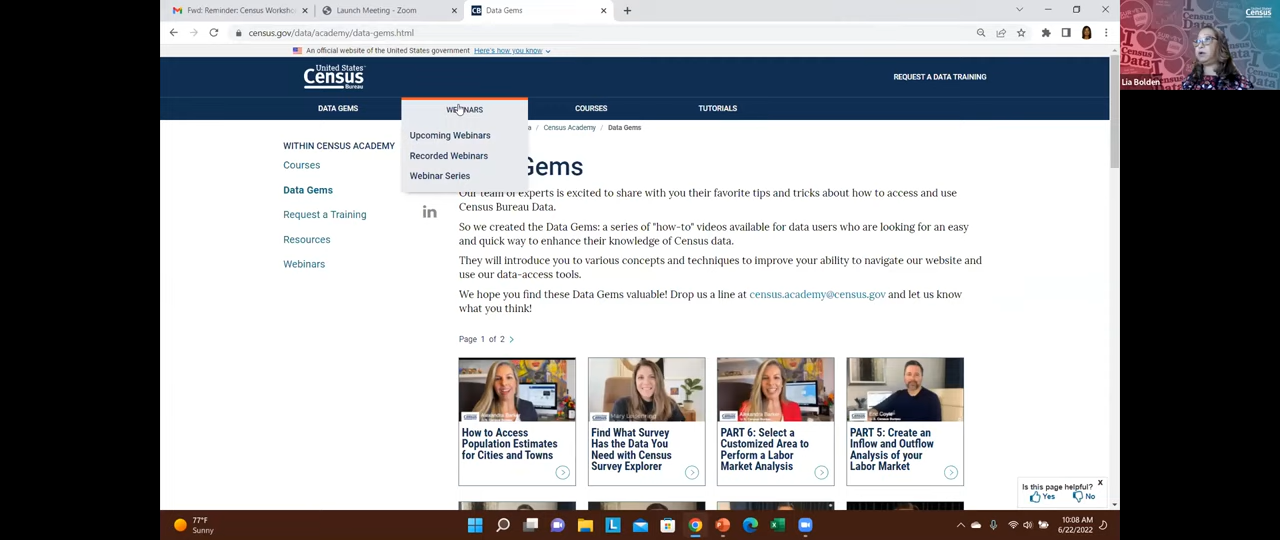 Fwd: Reminder: Census Worksho
Launch Meeting - Zoom
Data Gems
census.gov/data/academy/data-gems.html
An official website of the United States government Here's how you know
United States
Census
Bureau
REQUEST A DATA TRAINING
DATA GEMS
WEBINARS
COURSES
TUTORIALS
Upcoming Webinars
Recorded Webinars
Webinar Series
/ Census Academy / Data Gems
WITHIN CENSUS ACADEMY
Courses
Data Gems
Request a Training
Resources
Webinars
Gems
Our team of experts is excited to share with you their favorite tips and tricks about how to access and use
Census Bureau Data.
So we created the Data Gems: a series of "how-to" videos available for data users who are looking for an easy
and quick way to enhance their knowledge of Census data.
They will introduce you to various concepts and techniques to improve your ability to navigate our website and
use our data-access tools.
We hope you find these Data Gems valuable! Drop us a line at census.academy@census.gov and let us know
what you think!
Page 1 of 2
How to Access
Population Estimates
for Cities and Towns
Find What Survey
Has the Data You
Need with Census
Survey Explorer
PART 6: Select a
Customized Area to
Perform a Labor
Market Analysis
PART 5: Create an
Inflow and Outflow
Analysis of your
Labor Market
Is this page helpful? X
Yes No
77°F
Sunny
10:08 AM
6/22/2022
Census
Lia Bolden